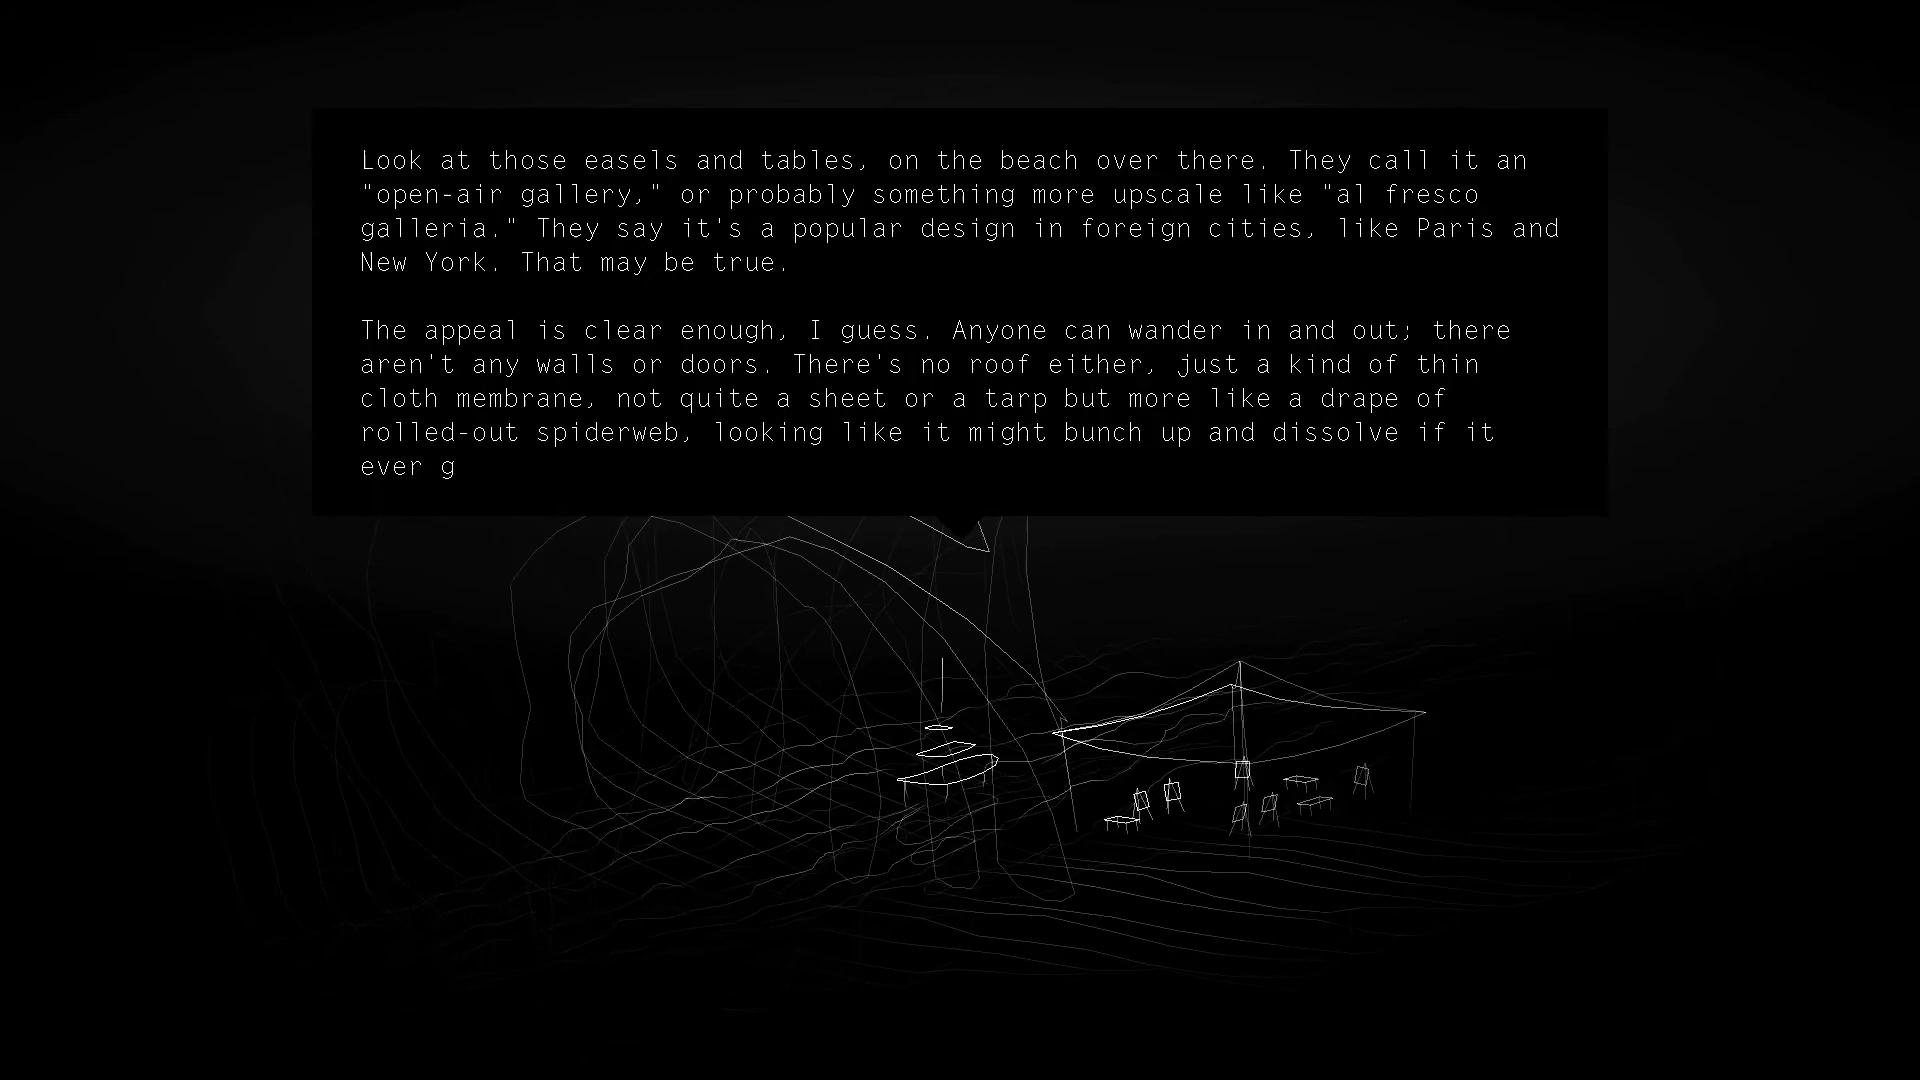 Look at those easels and tables, on the beach over there. They call it an
"open-air gallery," or probably something more upscale like "al fresco
galleria." They say it's a popular design in foreign cities, like Paris and
New York. That may be true.
The appeal is clear enough, I guess. Anyone can wander in and out; there
aren't any walls or doors. There's no roof either, just a kind of thin
cloth membrane, not quite a sheet or a tarp but more like a drape of
rolled-out spiderweb, looking like it might bunch up and dissolve if it
ever g